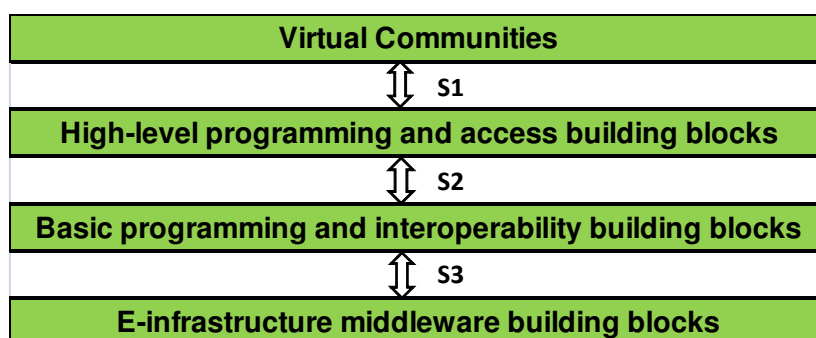 Virtual Communities
S1
High-level programming and access building blocks
S2
Basic programming and interoperability building blocks
S3
E-infrastructure middleware building blocks